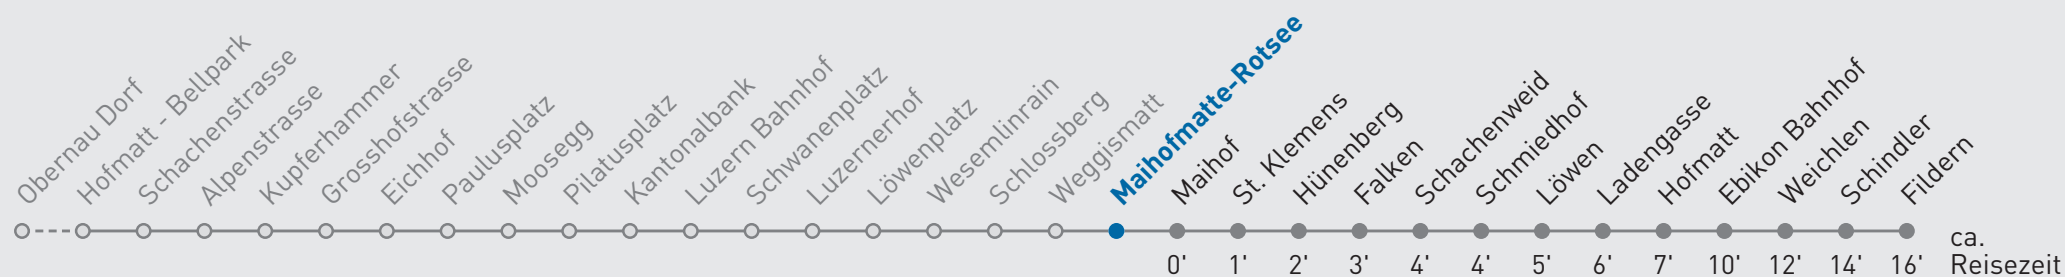 Obernau Dorf
Hofmatt - Bellpark
Schachenstrasse
Alpenstrasse
Kupferhammer
Grosshofstrasse
Eichhof
Paulusplatz
Moosegg
Pilatusplatz
Kantonalbank
Luzern Bahnhof
Schwanenplatz
Luzernerhof
Löwenplatz
Wesemlinrain
Schlossberg
Weggismatt
Maihofmatte-Rotsee
Maihof
St. Klemens
Hünenberg
Falken
Schachenweid
Schmiedhof
Löwen
Ladengasse
Hofmatt
Ebikon Bahnhof
Weichlen
Schindler
Fildern
0' 1' 2' 3' 4' 4' 5' 6' 7' 10' 12' 14' 16'
ca.
Reisezeit